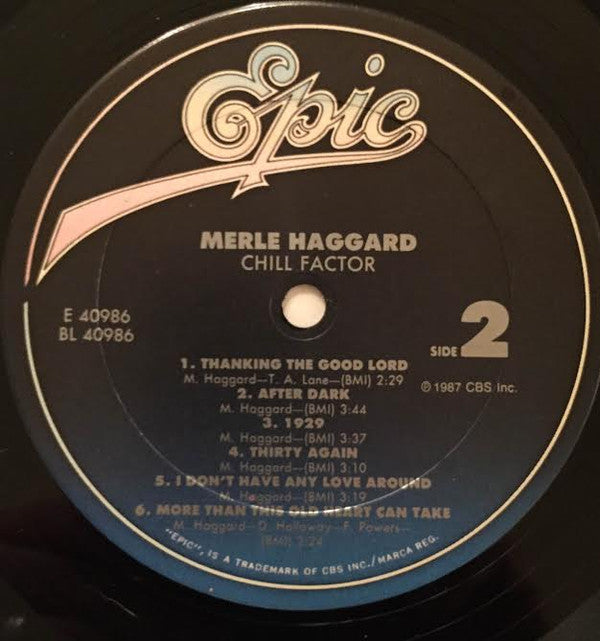 Epic
MERLE HAGGARD
CHILL FACTOR
E 40986
BL 40986
SIDE 2
℗ 1987 CBS Inc.
1. THANKING THE GOOD LORD
M. Haggard—T. A. Lane—(BMI) 2:29
2. AFTER DARK
M. Haggard—(BMI) 3:44
3. 1929
M. Haggard—(BMI) 3:37
4. THIRTY AGAIN
M. Haggard—(BMI) 3:10
5. I DON'T HAVE ANY LOVE AROUND
M. Haggard—(BMI) 3:19
6. MORE THAN THIS OLD HEART CAN TAKE
M. Haggard—D. Holloway—F. Powers—
(BMI) 2:24
"EPIC", IS A TRADEMARK OF CBS INC./MARCA REG.